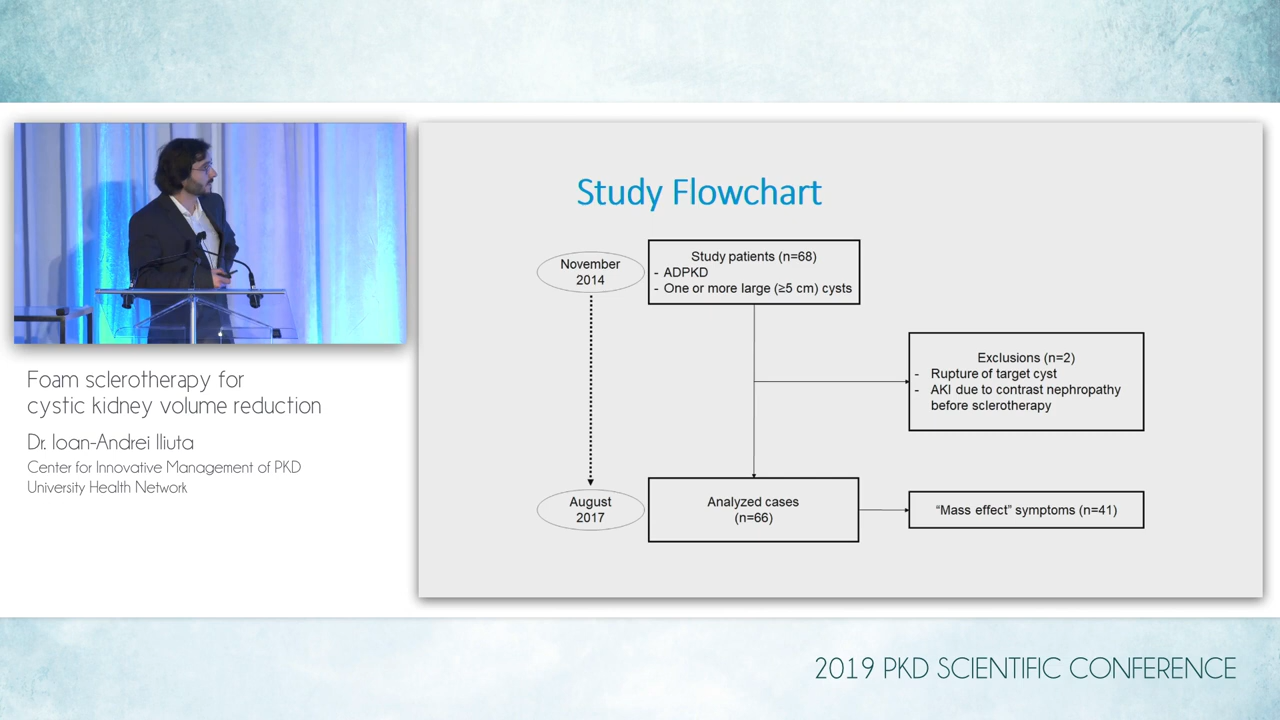 Study Flowchart
November
2014
Study patients (n=68)
- ADPKD
- One or more large (≥5 cm) cysts
Exclusions (n=2)
- Rupture of target cyst
- AKI due to contrast nephropathy
before sclerotherapy
August
2017
Analyzed cases
(n=66)
“Mass effect” symptoms (n=41)
Foam sclerotherapy for
cystic kidney volume reduction
Dr. Ioan-Andrei Iliuta
Center for Innovative Management of PKD
University Health Network
2019 PKD SCIENTIFIC CONFERENCE